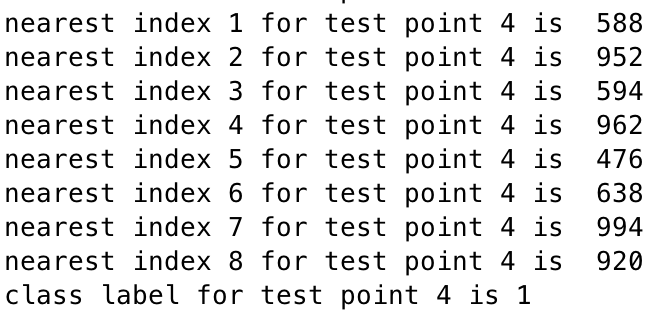 nearest index 1 for test point 4 is  588
nearest index 2 for test point 4 is  952
nearest index 3 for test point 4 is  594
nearest index 4 for test point 4 is  962
nearest index 5 for test point 4 is  476
nearest index 6 for test point 4 is  638
nearest index 7 for test point 4 is  994
nearest index 8 for test point 4 is  920
class label for test point 4 is 1